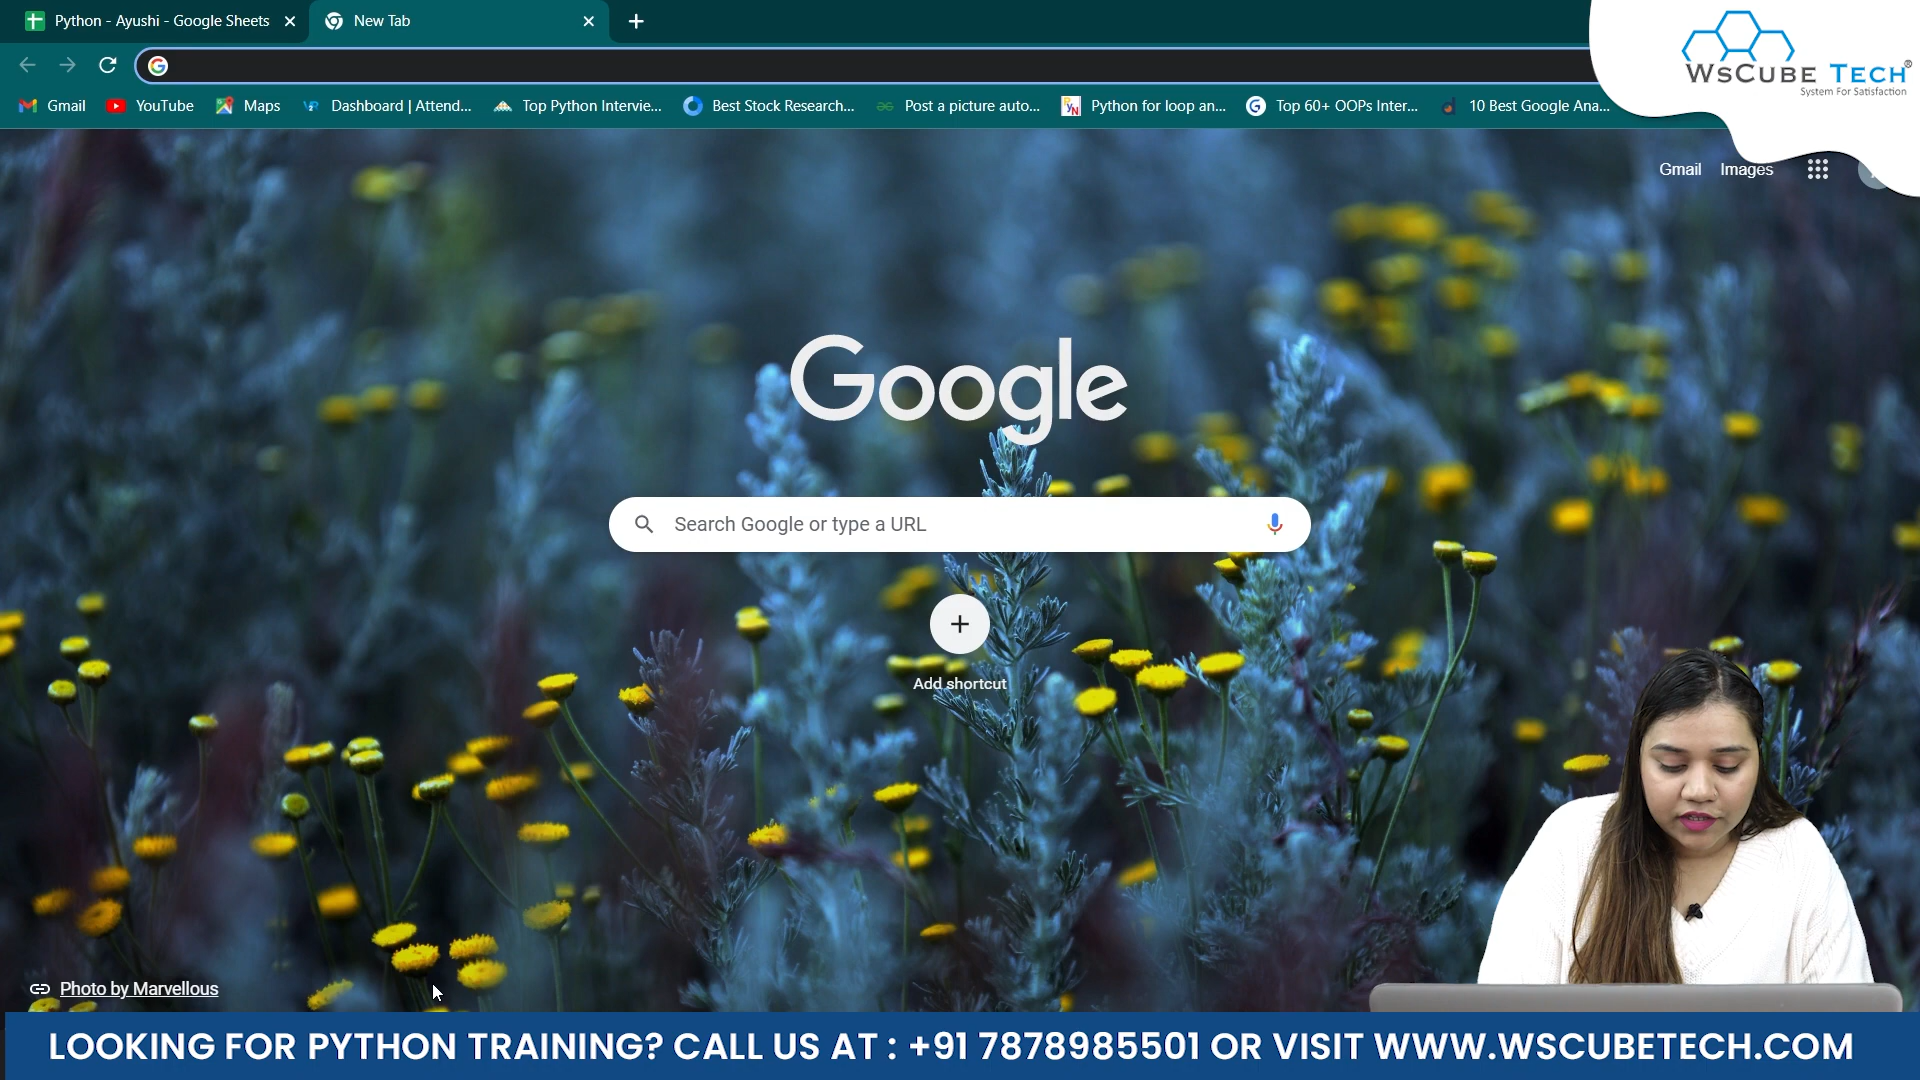 Python - Ayushi - Google Sheets
New Tab
WsCube Tech®
System For Satisfaction
Gmail
YouTube
Maps
Dashboard | Attend...
Top Python Intervie...
Best Stock Research...
Post a picture auto...
Python for loop an...
Top 60+ OOPs Inter...
10 Best Google Ana...
Gmail
Images
Google
Search Google or type a URL
Add shortcut
Photo by Marvellous
LOOKING FOR PYTHON TRAINING? CALL US AT : +91 7878985501 OR VISIT WWW.WSCUBETECH.COM